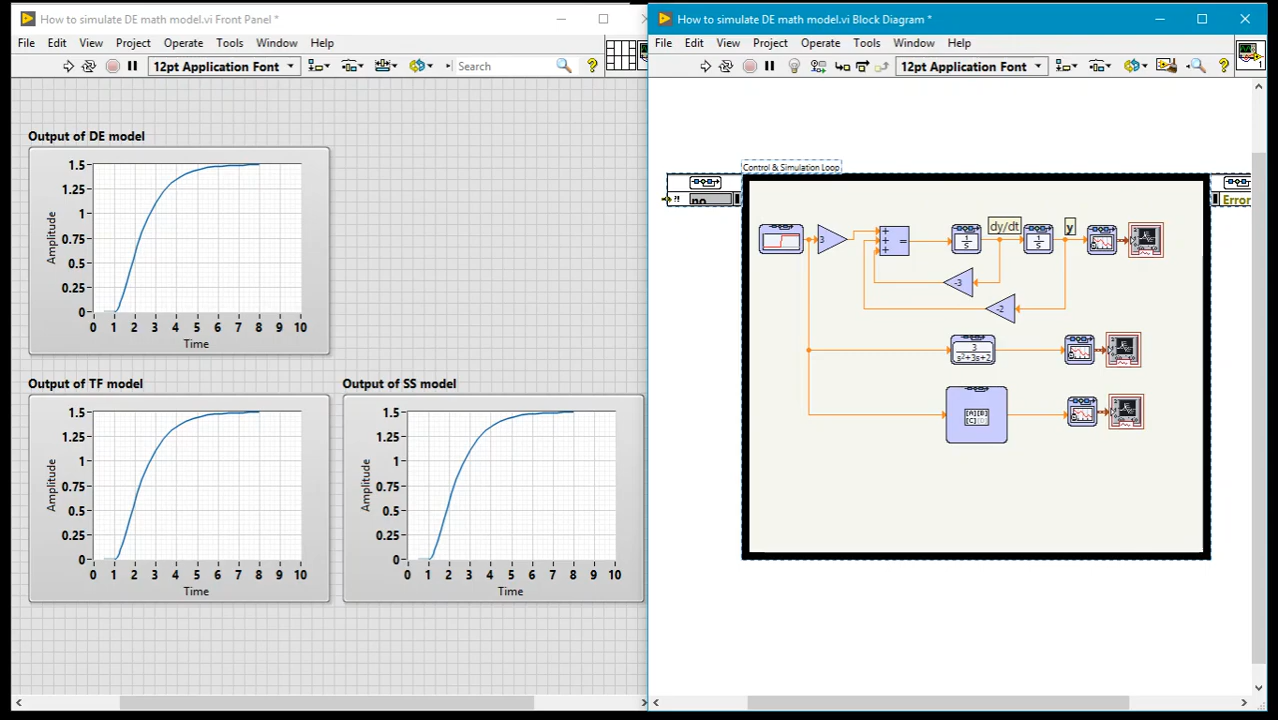 How to simulate DE math model.vi Front Panel *
File Edit View Project Operate Tools Window Help
12pt Application Font
Search
Output of DE model
1.5
1.25
1
0.75
0.5
0.25
0
Amplitude
0 1 2 3 4 5 6 7 8 9 10
Time
Output of TF model
1.5
1.25
1
0.75
0.5
0.25
0
Amplitude
0 1 2 3 4 5 6 7 8 9 10
Time
Output of SS model
1.5
1.25
1
0.75
0.5
0.25
0
Amplitude
0 1 2 3 4 5 6 7 8 9 10
Time
How to simulate DE math model.vi Block Diagram *
File Edit View Project Operate Tools Window Help
12pt Application Font
1
Control & Simulation Loop
?!
Error
3
+
+
+
=
1
s
dy/dt
1
s
y
-3
-2
3
s²+3s+2
[A][B]
[C][D]